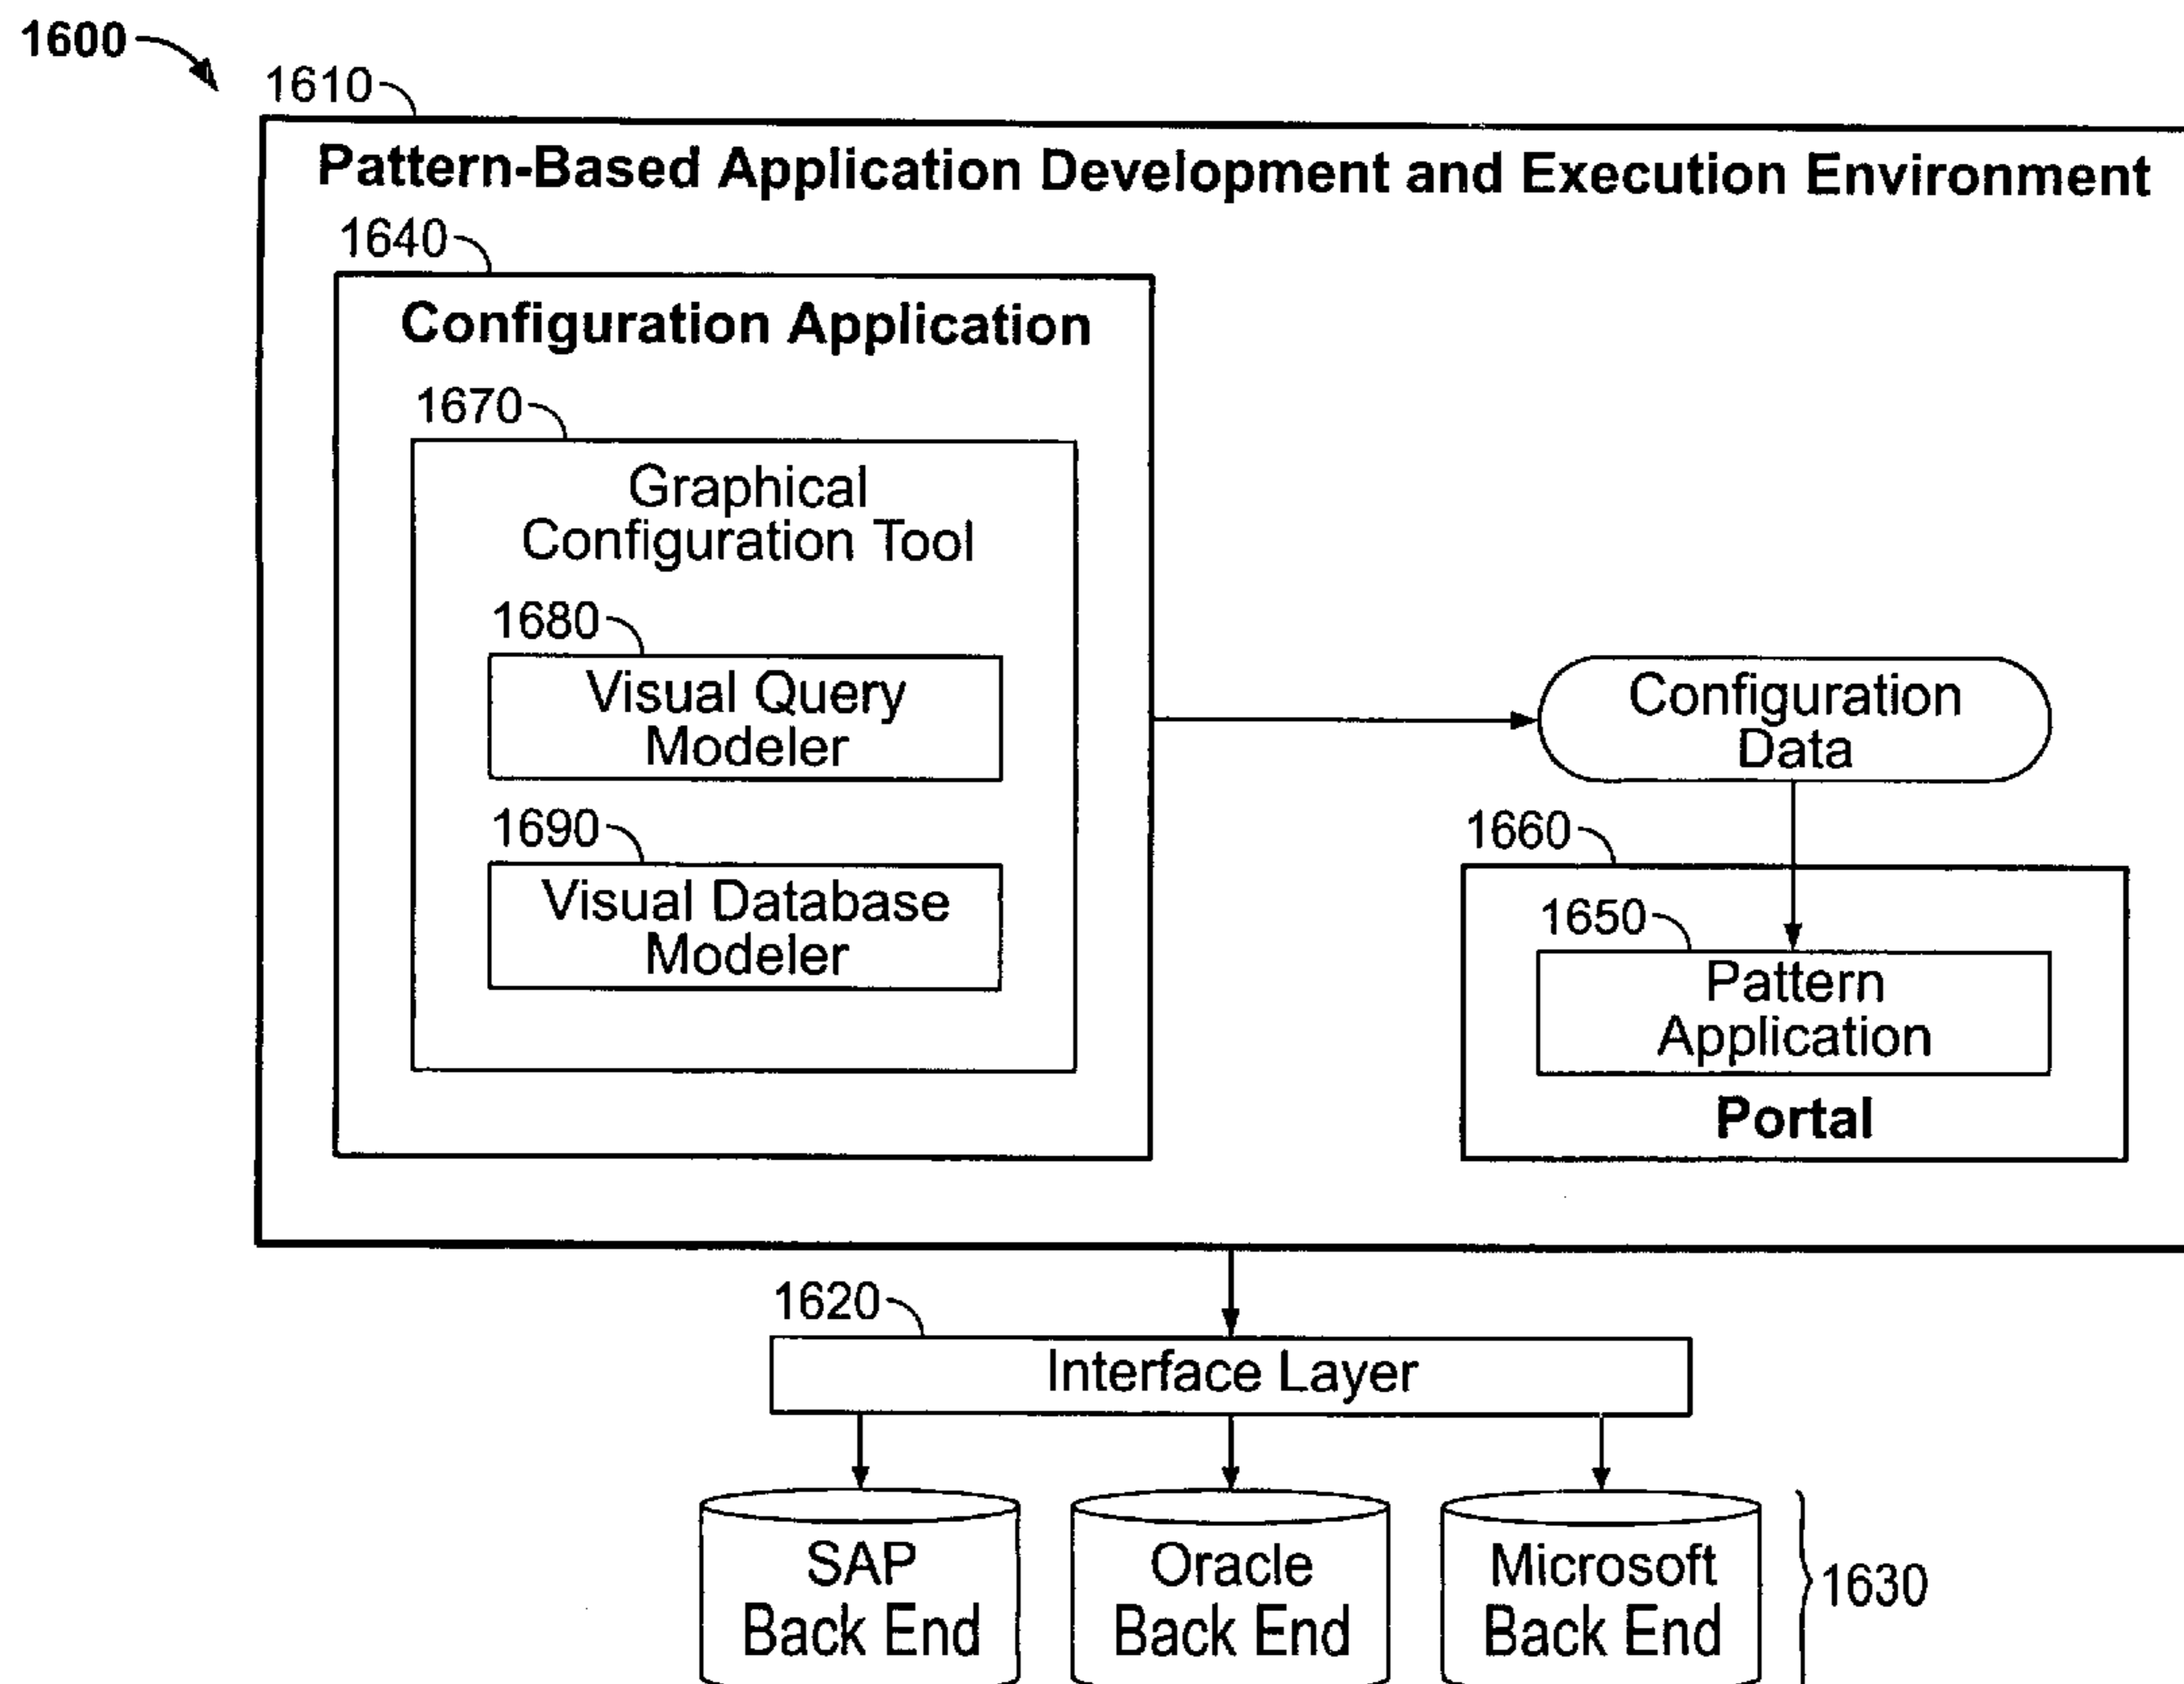 1600
1610
Pattern-Based Application Development and Execution Environment
1640
Configuration Application
1670
Graphical
Configuration Tool
1680
Visual Query
Modeler
1690
Visual Database
Modeler
Configuration
Data
1660
1650
Pattern
Application
Portal
1620
Interface Layer
SAP
Back End
Oracle
Back End
Microsoft
Back End
1630